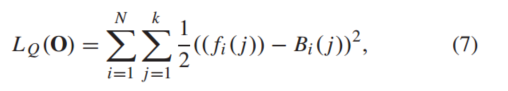 L_Q(O) = \sum_{i=1}^{N} \sum_{j=1}^{k} \frac{1}{2} ((f_i(j)) − B_i(j))^2, (7)